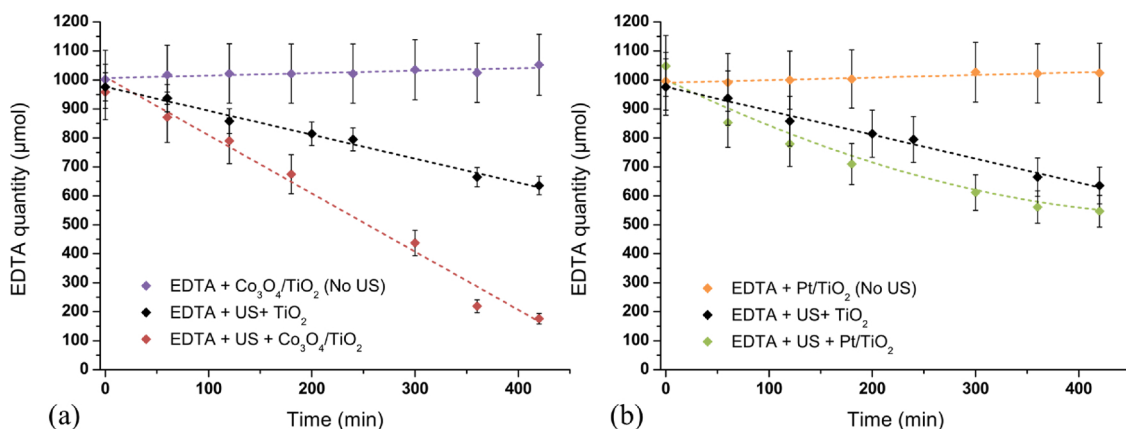 1200
1100
1000
900
800
700
600
500
400
300
200
100
0
EDTA quantity (µmol)
EDTA + Co₃O₄/TiO₂ (No US)
EDTA + US+ TiO₂
EDTA + US + Co₃O₄/TiO₂
0 100 200 300 400
Time (min)
(a)
1200
1100
1000
900
800
700
600
500
400
300
200
100
0
EDTA quantity (µmol)
EDTA + Pt/TiO₂ (No US)
EDTA + US+ TiO₂
EDTA + US + Pt/TiO₂
0 100 200 300 400
Time (min)
(b)